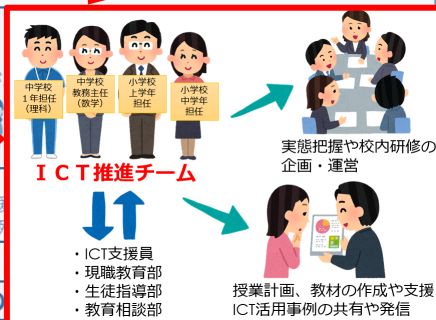 中学校
１年担任
（理科）
中学校
教務主任
（数学）
小学校
上学年
担任
小学校
中学年
担任
ＩＣＴ推進チーム
・ICT支援員
・現職教育部
・生徒指導部
・教育相談部
実態把握や校内研修の
企画・運営
授業計画、教材の作成や支援
ICT活用事例の共有や発信